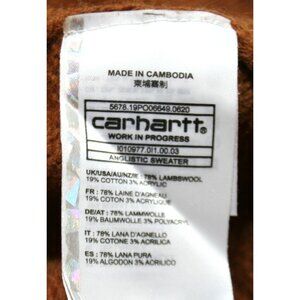 MADE IN CAMBODIA
柬埔寨制
5678.19PO06649.0620
carhartt
WORK IN PROGRESS
I010977.0I1.00.03
ANGLISTIC SWEATER
UK/USA/AU/NZ/IE : 78% LAMBSWOOL
19% COTTON 3% ACRYLIC
FR : 78% LAINE D'AGNEAU
19% COTON 3% ACRYLIQUE
DE/AT : 78% LAMMWOLLE
19% BAUMWOLLE 3% POLYACRYL
IT : 78% LANA D'AGNELLO
19% COTONE 3% ACRILICA
ES : 78% LANA PURA
19% ALGODON 3% ACRILICO